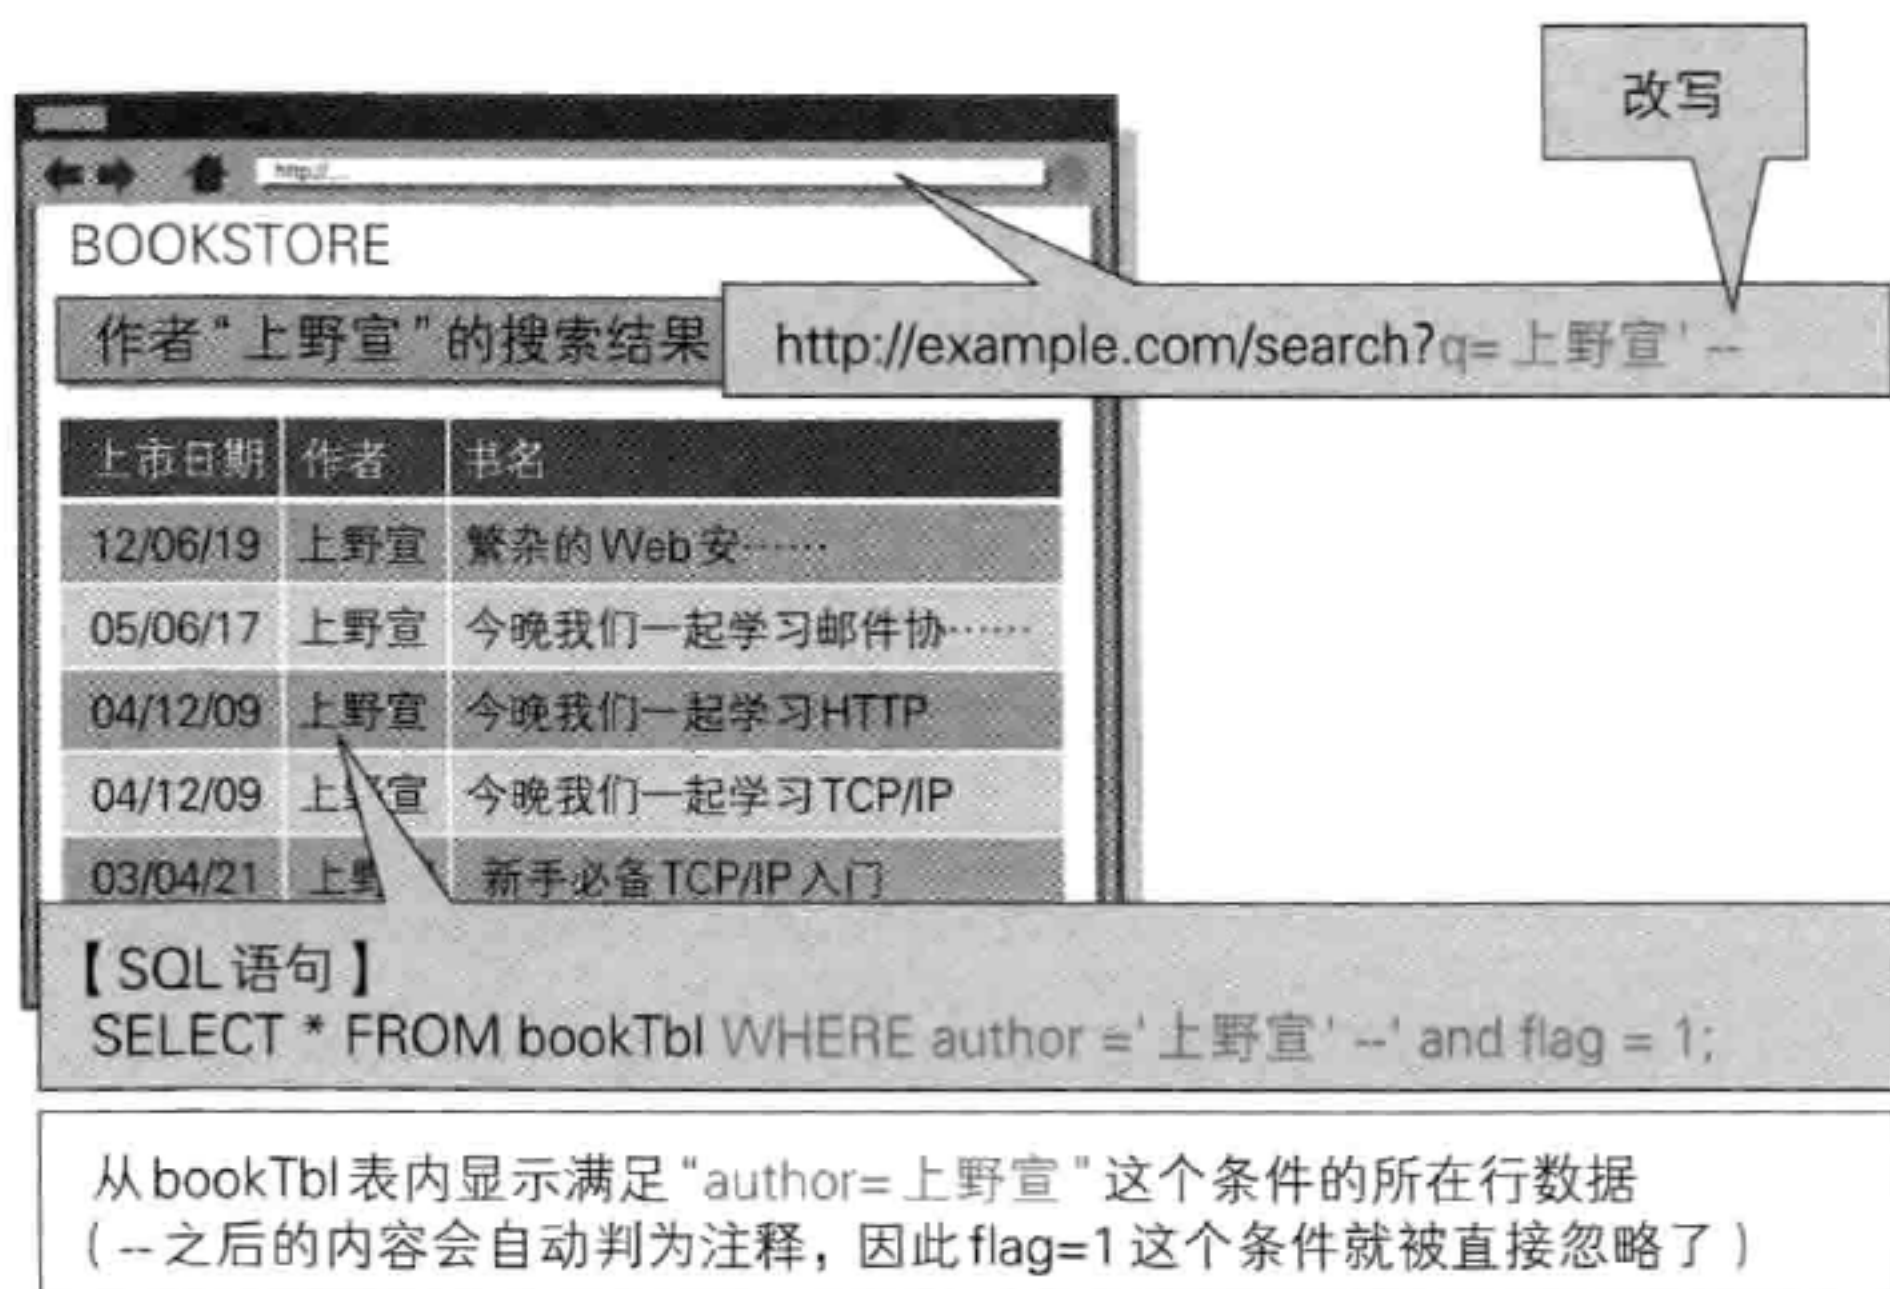 改写
http://...
BOOKSTORE
作者“上野宣”的搜索结果
http://example.com/search?q=上野宣' --
上市日期 作者 书名
12/06/19 上野宣 繁杂的Web安……
05/06/17 上野宣 今晚我们一起学习邮件协……
04/12/09 上野宣 今晚我们一起学习HTTP
04/12/09 上野宣 今晚我们一起学习TCP/IP
03/04/21 上野 新手必备TCP/IP入门
【SQL语句】
SELECT * FROM bookTbl WHERE author ='上野宣' --' and flag = 1;
从bookTbl表内显示满足“author=上野宣”这个条件的所在行数据
(--之后的内容会自动判为注释，因此flag=1这个条件就被直接忽略了)